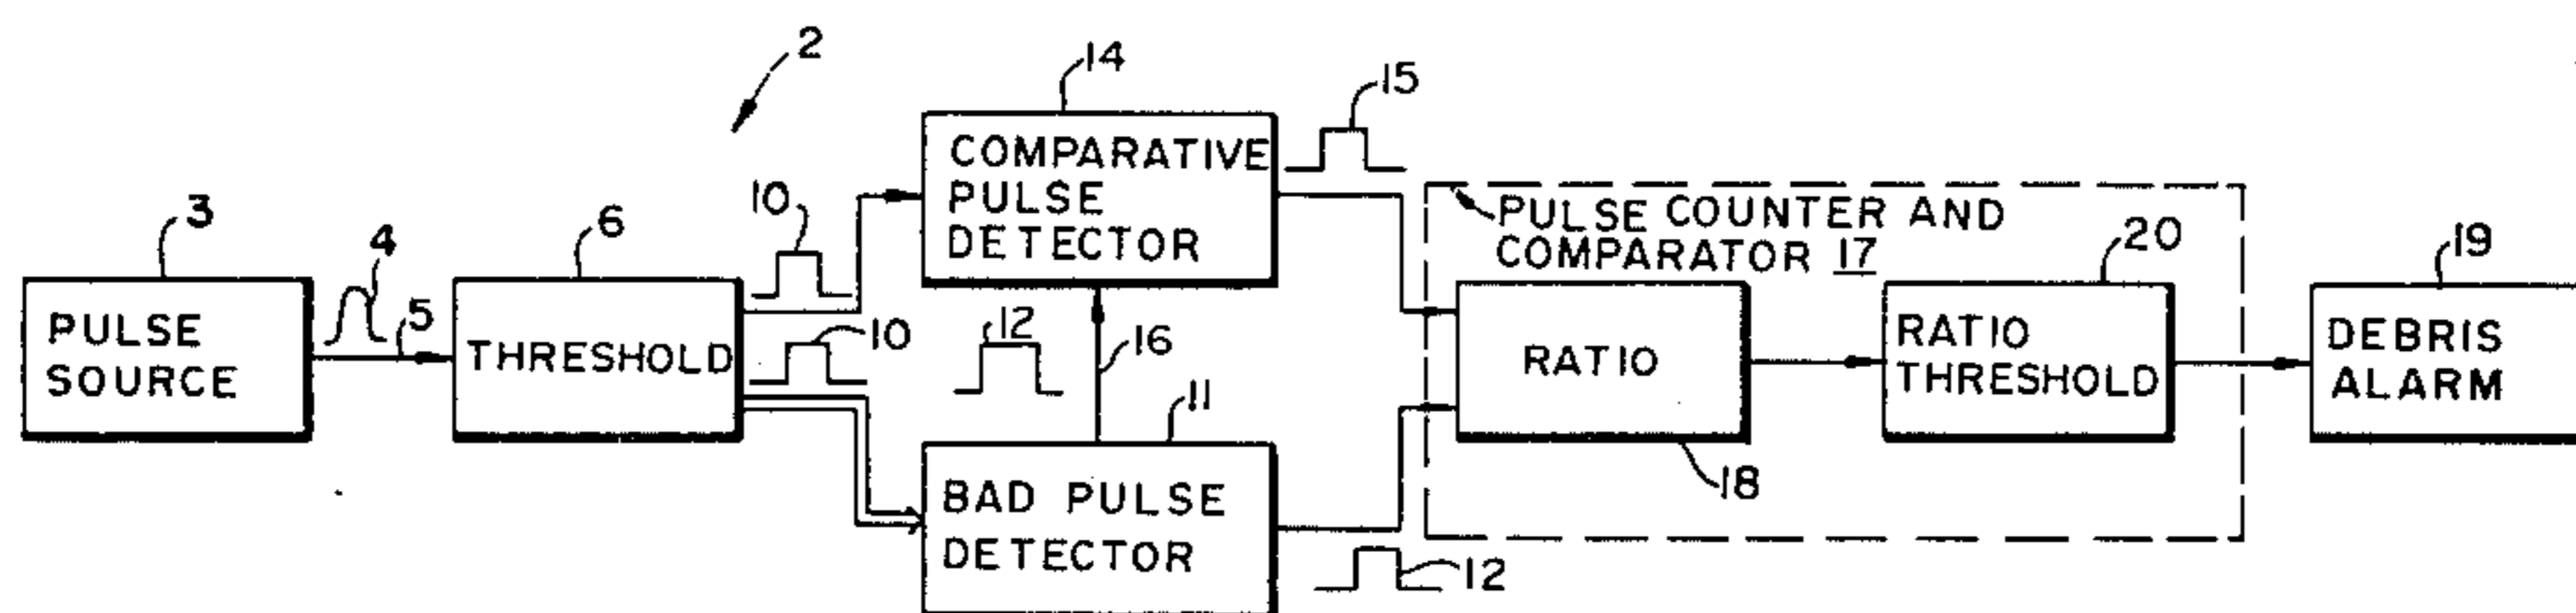 2
14
15
COMPARATIVE
PULSE
DETECTOR
3
4
5
6
10
PULSE COUNTER AND
COMPARATOR 17
20
19
PULSE
SOURCE
THRESHOLD
10
12
16
RATIO
RATIO
THRESHOLD
DEBRIS
ALARM
11
18
BAD PULSE
DETECTOR
12